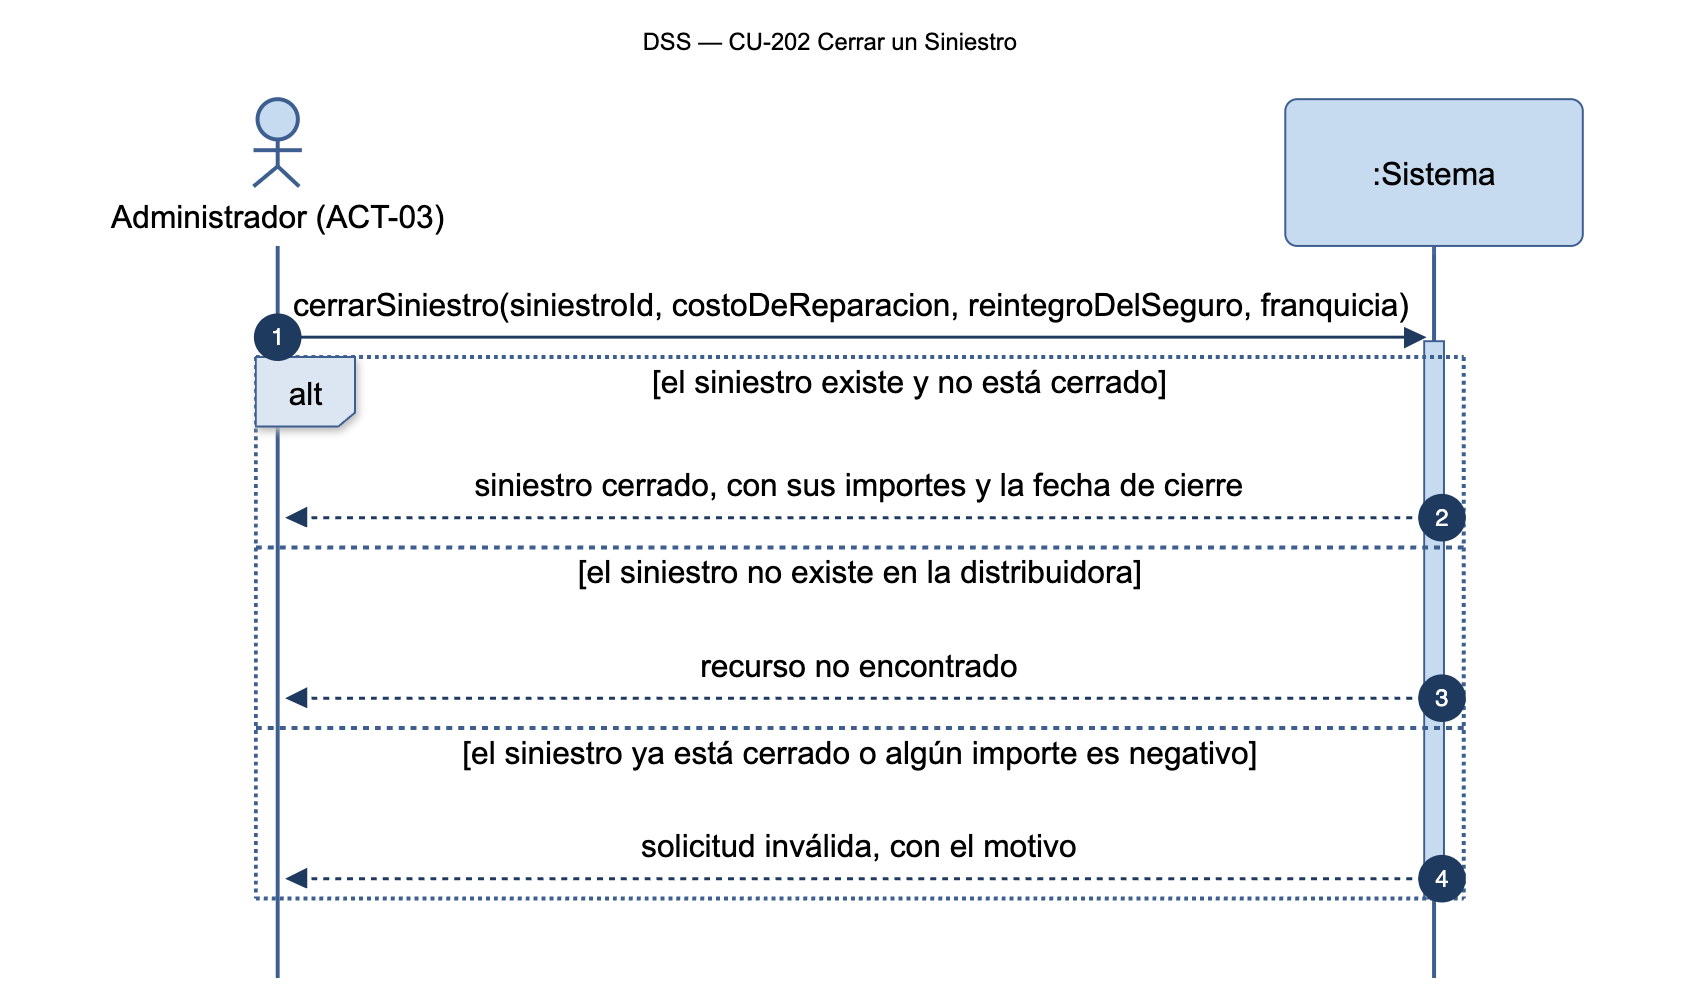 DSS — CU-202 Cerrar un Siniestro
Administrador (ACT-03)
:Sistema
cerrarSiniestro(siniestroId, costoDeReparacion, reintegroDelSeguro, franquicia)
1
alt
[el siniestro existe y no está cerrado]
siniestro cerrado, con sus importes y la fecha de cierre
2
[el siniestro no existe en la distribuidora]
recurso no encontrado
3
[el siniestro ya está cerrado o algún importe es negativo]
solicitud inválida, con el motivo
4